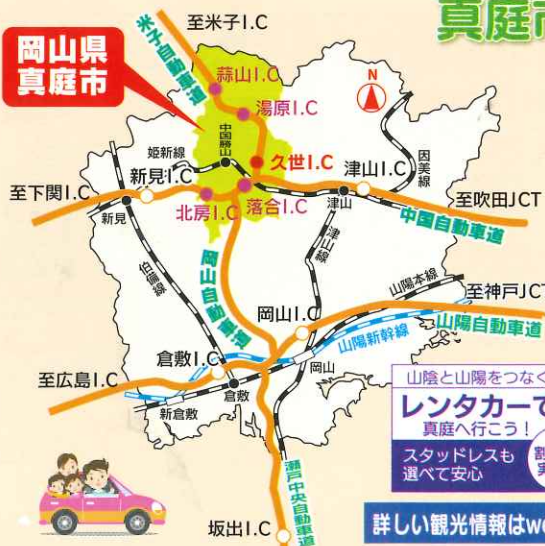 至米子I.C
真庭市
岡山県
真庭市
米子自動車道
蒜山I.C
湯原I.C
N
中国勝山
姫新線
久世I.C
因美線
新見I.C
津山I.C
至下関I.C
至吹田JCT
新見
北房I.C
落合I.C
津山
中国自動車道
伯備線
岡山自動車道
津山線
山陽本線
岡山I.C
至神戸JCT
山陽自動車道
山陽新幹線
倉敷I.C
岡山
至広島I.C
倉敷
新倉敷
山陰と山陽をつなぐ
レンタカーで
真庭へ行こう!
スタッドレスも
選べて安心
瀬戸中央自動車道
坂出I.C
詳しい観光情報はwe